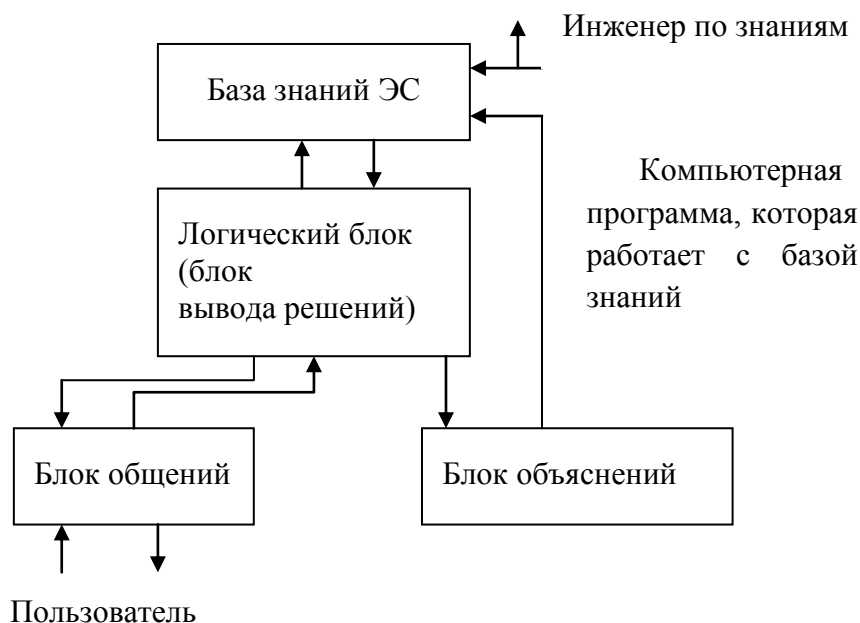 Инженер по знаниям
База знаний ЭС
Компьютерная
программа, которая
работает с базой
знаний
Логический блок
(блок
вывода решений)
Блок общений
Блок объяснений
Пользователь